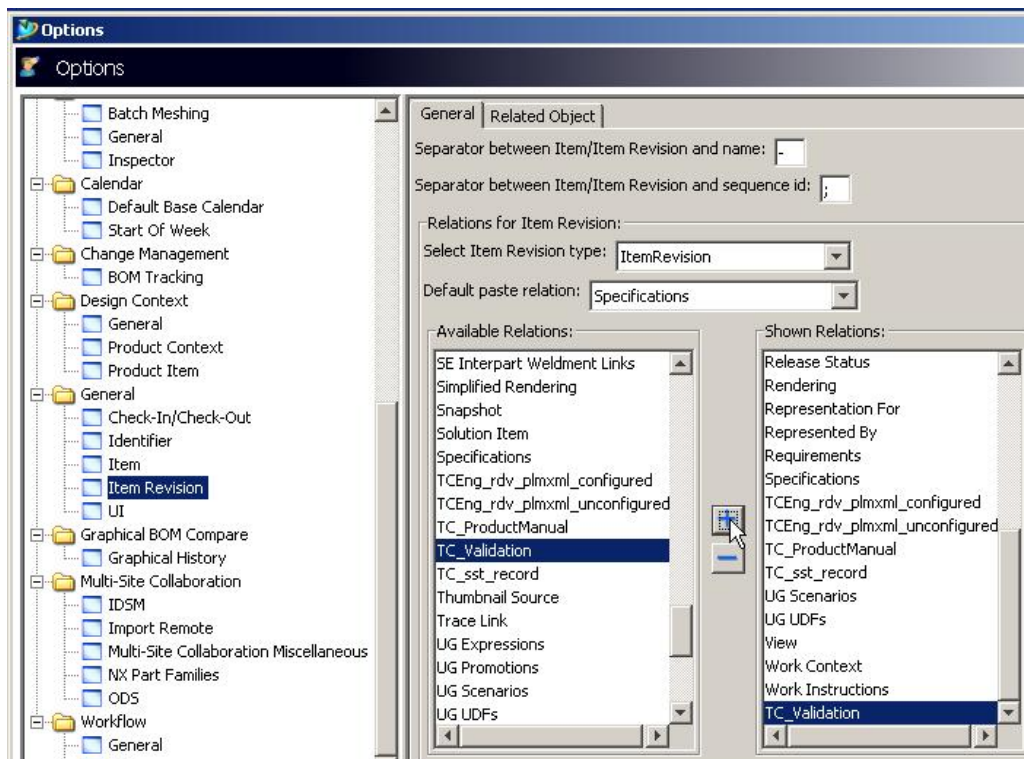 Options
Options
Batch Meshing
General
Inspector
Calendar
Default Base Calendar
Start Of Week
Change Management
BOM Tracking
Design Context
General
Product Context
Product Item
General
Check-In/Check-Out
Identifier
Item
Item Revision
UI
Graphical BOM Compare
Graphical History
Multi-Site Collaboration
IDSM
Import Remote
Multi-Site Collaboration Miscellaneous
NX Part Families
ODS
Workflow
General
General Related Object
Separator between Item/Item Revision and name: -
Separator between Item/Item Revision and sequence id: ;
Relations for Item Revision:
Select Item Revision type: ItemRevision
Default paste relation: Specifications
Available Relations:
SE Interpart Weldment Links
Simplified Rendering
Snapshot
Solution Item
Specifications
TCEng_rdv_plmxml_configured
TCEng_rdv_plmxml_unconfigured
TC_ProductManual
TC_Validation
TC_sst_record
Thumbnail Source
Trace Link
UG Expressions
UG Promotions
UG Scenarios
UG UDFs
Shown Relations:
Release Status
Rendering
Representation For
Represented By
Requirements
Specifications
TCEng_rdv_plmxml_configured
TCEng_rdv_plmxml_unconfigured
TC_ProductManual
TC_sst_record
UG Scenarios
UG UDFs
View
Work Context
Work Instructions
TC_Validation